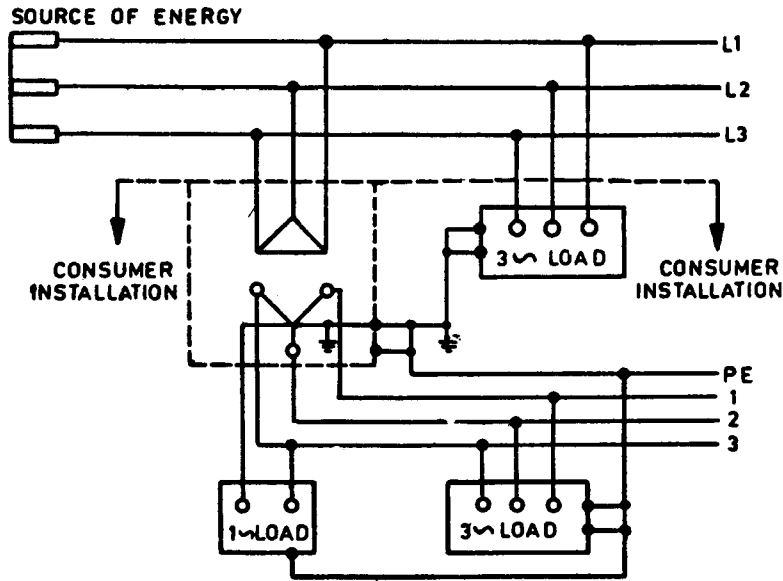 SOURCE OF ENERGY
L1
L2
L3
3~ LOAD
CONSUMER
INSTALLATION
CONSUMER
INSTALLATION
PE
1
2
3
1~LOAD
3~ LOAD